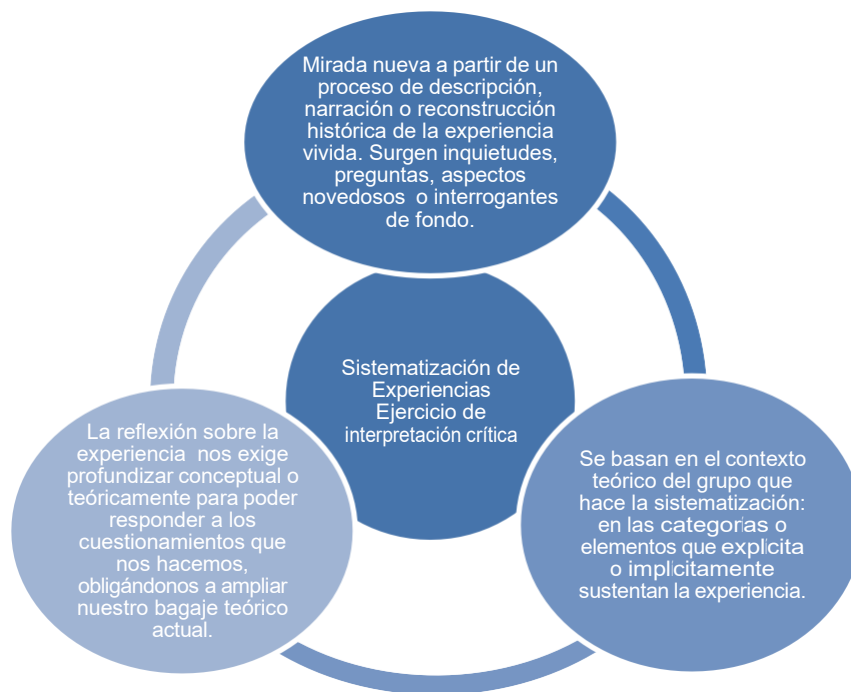 Mirada nueva a partir de un
proceso de descripción,
narración o reconstrucción
histórica de la experiencia
vivida. Surgen inquietudes,
preguntas, aspectos
novedosos o interrogantes
de fondo.
Sistematización de
Experiencias
Ejercicio de
interpretación crítica
Se basan en el contexto
teórico del grupo que
hace la sistematización:
en las categorías o
elementos que explícita
o implícitamente
sustentan la experiencia.
La reflexión sobre la
experiencia nos exige
profundizar conceptual o
teóricamente para poder
responder a los
cuestionamientos que
nos hacemos,
obligándonos a ampliar
nuestro bagaje teórico
actual.